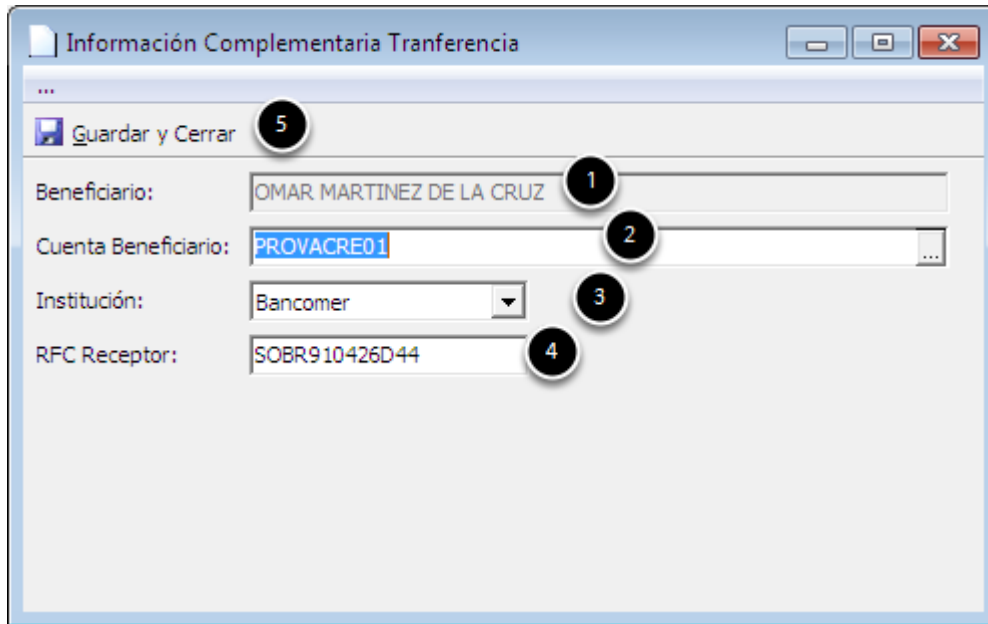 Información Complementaria Tranferencia
...
Guardar y Cerrar 5
Beneficiario: OMAR MARTINEZ DE LA CRUZ 1
Cuenta Beneficiario: PROVACRE01 2 ...
Institución: Bancomer 3
RFC Receptor: SOBR910426D44 4